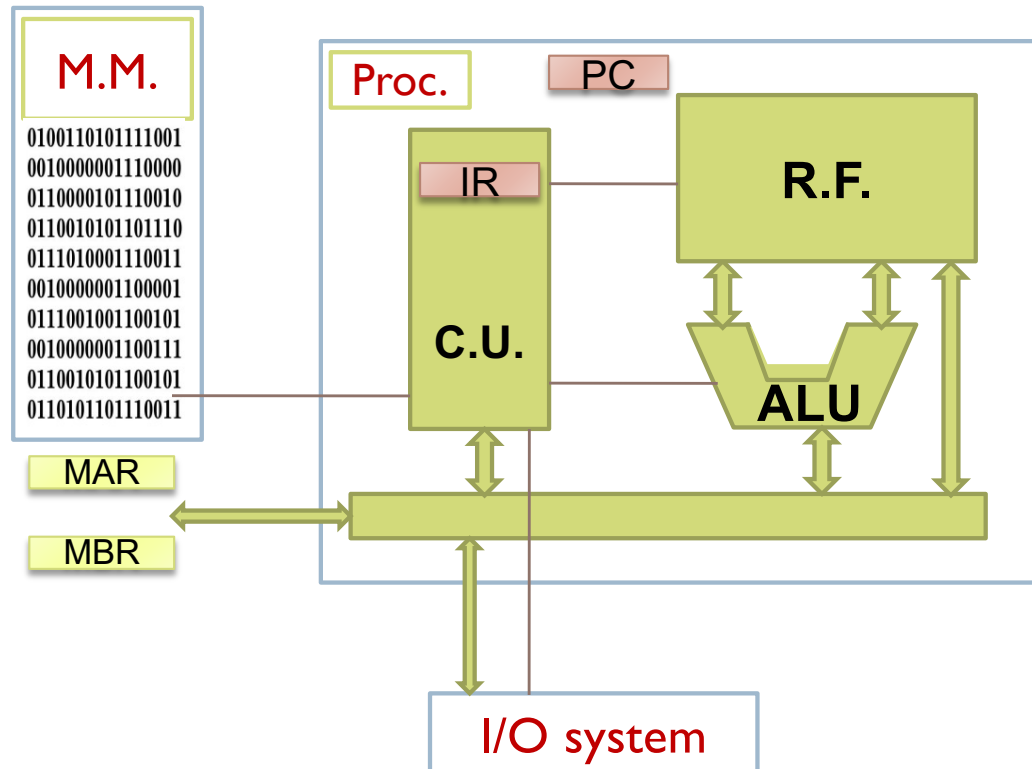 M.M.
0100110101111001
0010000001110000
0110000101110010
0110010101101110
0111010001110011
0010000001100001
0111001001100101
0010000001100111
0110010101100101
0110101101110011
MAR
MBR
Proc.
PC
IR
C.U.
R.F.
ALU
I/O system